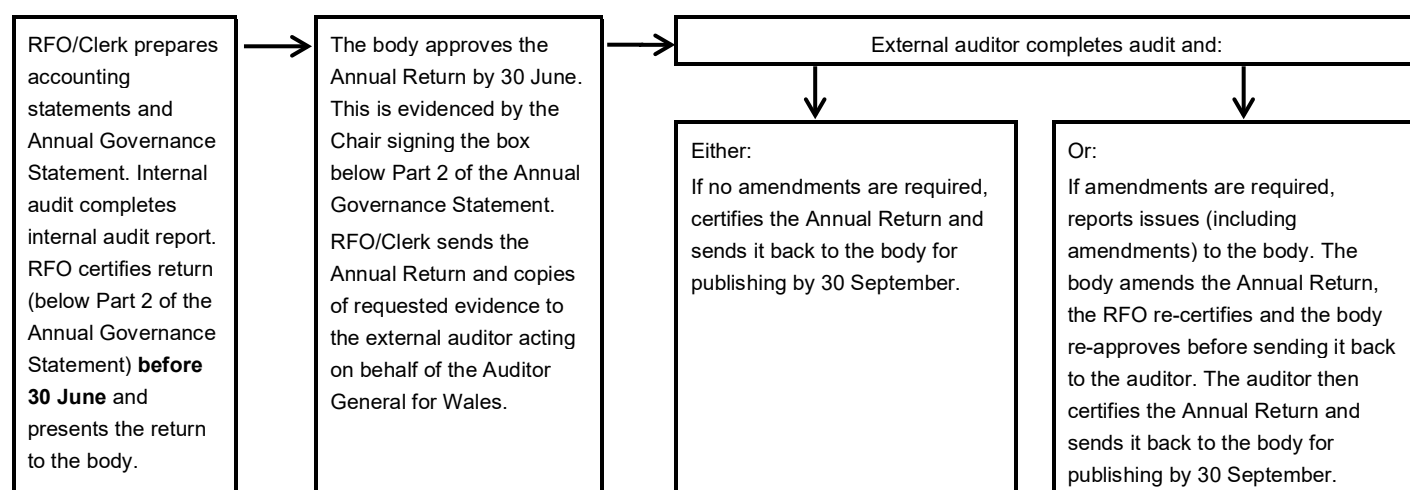 RFO/Clerk prepares
accounting
statements and
Annual Governance
Statement. Internal
audit completes
internal audit report.
RFO certifies return
(below Part 2 of the
Annual Governance
Statement) before
30 June and
presents the return
to the body.
The body approves the
Annual Return by 30 June.
This is evidenced by the
Chair signing the box
below Part 2 of the Annual
Governance Statement.
RFO/Clerk sends the
Annual Return and copies
of requested evidence to
the external auditor acting
on behalf of the Auditor
General for Wales.
External auditor completes audit and:
Either:
If no amendments are required,
certifies the Annual Return and
sends it back to the body for
publishing by 30 September.
Or:
If amendments are required,
reports issues (including
amendments) to the body. The
body amends the Annual Return,
the RFO re-certifies and the body
re-approves before sending it back
to the auditor. The auditor then
certifies the Annual Return and
sends it back to the body for
publishing by 30 September.